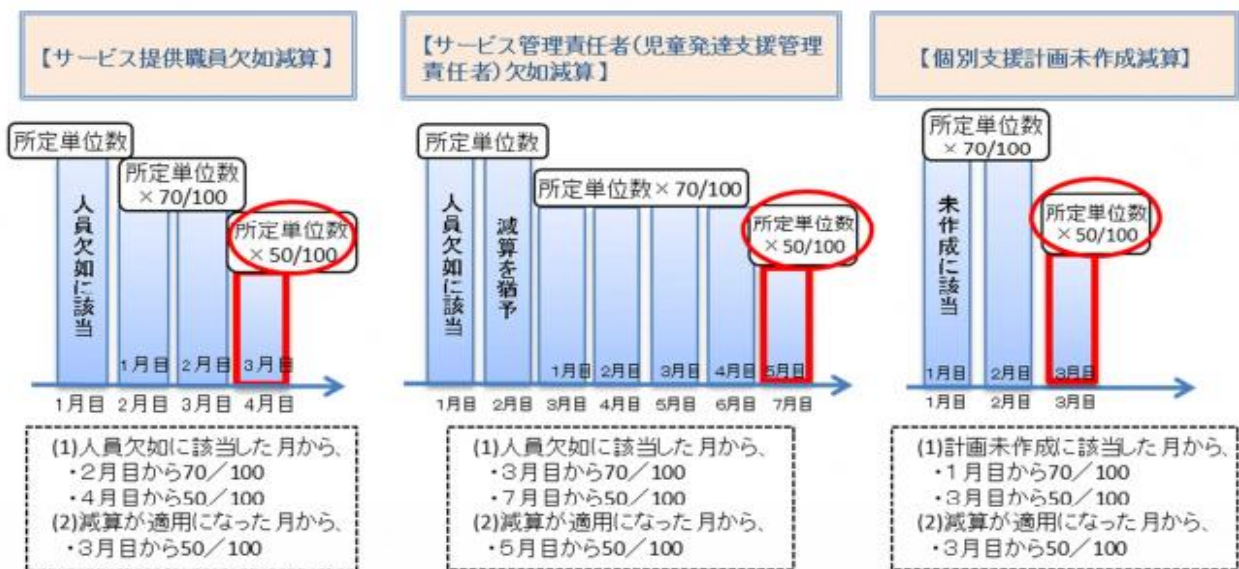 【サービス提供職員欠如減算】
所定単位数
所定単位数
×70/100
所定単位数
×50/100
人員欠如に該当
1月目
2月目
3月目
1月目
2月目
3月目
4月目
(1)人員欠如に該当した月から、
・2月目から70/100
・4月目から50/100
(2)減算が適用になった月から、
・3月目から50/100
【サービス管理責任者(児童発達支援管理
責任者)欠如減算】
所定単位数
所定単位数×70/100
所定単位数
×50/100
人員欠如に該当
減算を猶予
1月目
2月目
3月目
4月目
5月目
1月目
2月目
3月目
4月目
5月目
6月目
7月目
(1)人員欠如に該当した月から、
・3月目から70/100
・7月目から50/100
(2)減算が適用になった月から、
・5月目から50/100
【個別支援計画未作成減算】
所定単位数
×70/100
所定単位数
×50/100
未作成に該当
1月目
2月目
3月目
1月目
2月目
3月目
(1)計画未作成に該当した月から、
・1月目から70/100
・3月目から50/100
(2)減算が適用になった月から、
・3月目から50/100